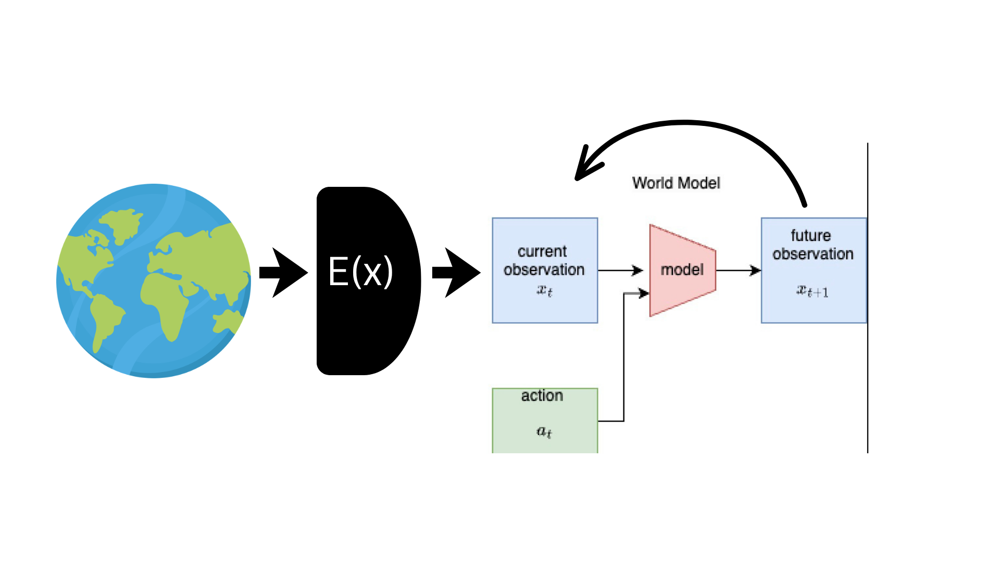 World Model
E(x)
current
observation
x_t
model
future
observation
x_{t+1}
action
a_t